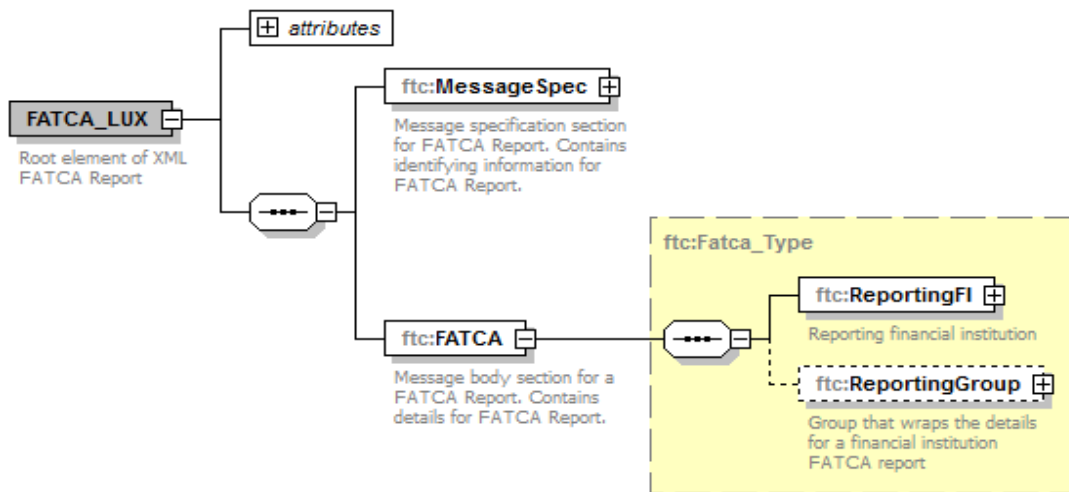 attributes
ftc:MessageSpec
Message specification section
for FATCA Report. Contains
identifying information for
FATCA Report.
FATCA_LUX
Root element of XML
FATCA Report
ftc:Fatca_Type
ftc:ReportingFI
Reporting financial institution
ftc:FATCA
Message body section for a
FATCA Report. Contains
details for FATCA Report.
ftc:ReportingGroup
Group that wraps the details
for a financial institution
FATCA report